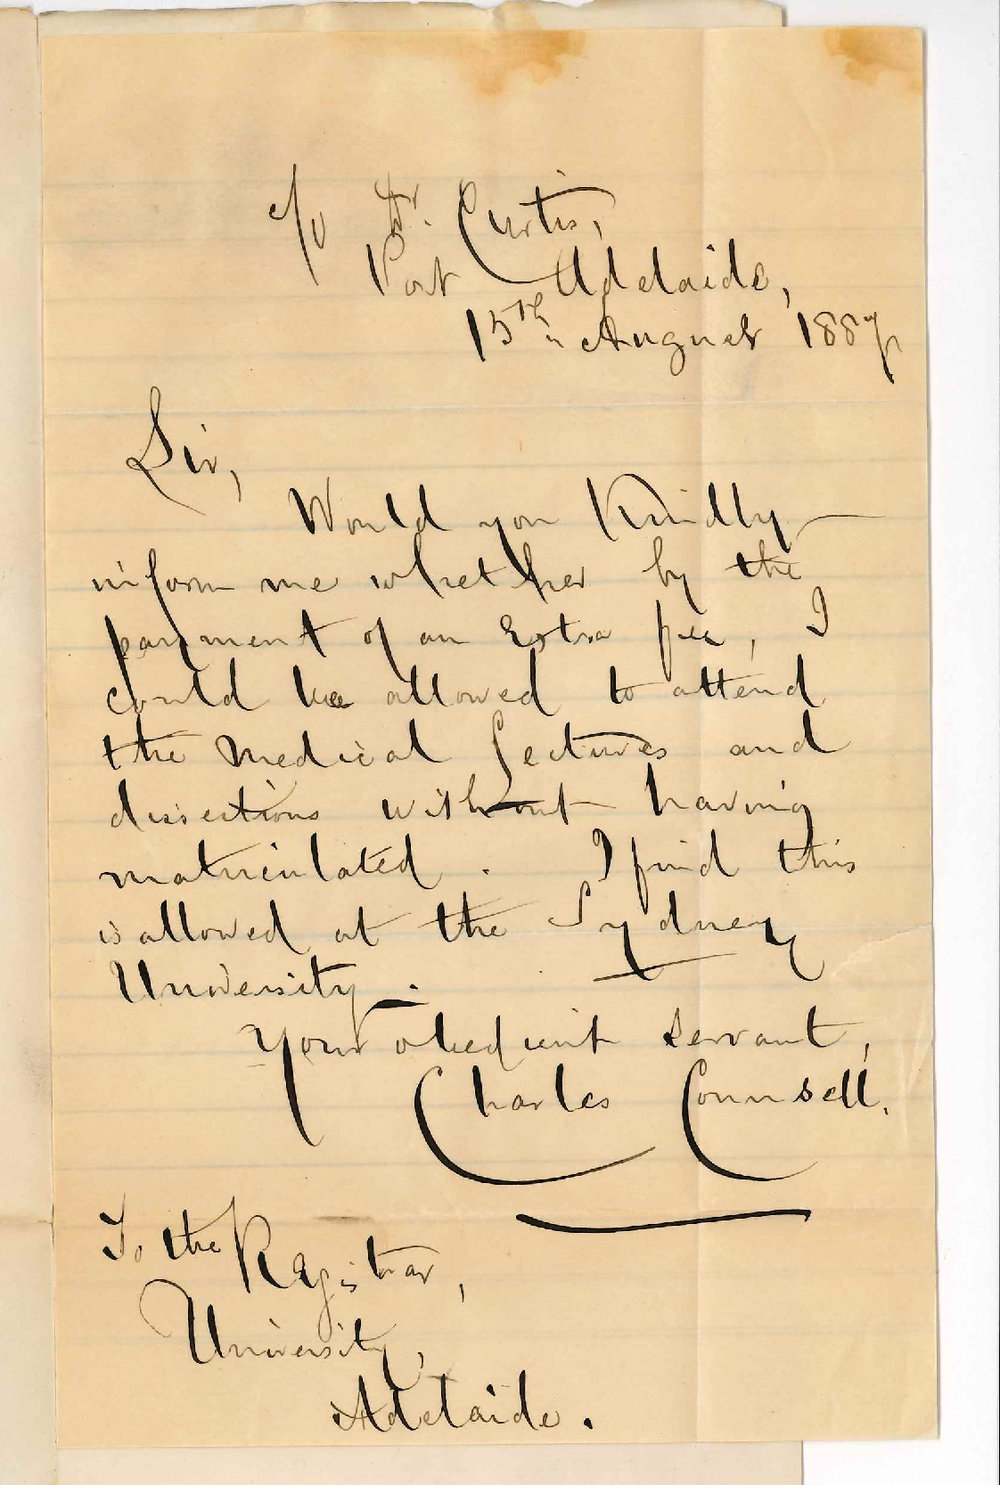 c/o Dr. Curtis,
Port Adelaide,
15th August 1887
Sir,
Would you Kindly
inform me whether by the
payment of an Extra fee, I
could be allowed to attend
the Medical Lectures and
dissections without having
matriculated. I find this
is allowed at the Sydney
University.
Your obedient servant,
Charles Counsell.
To the Registrar,
University,
Adelaide.